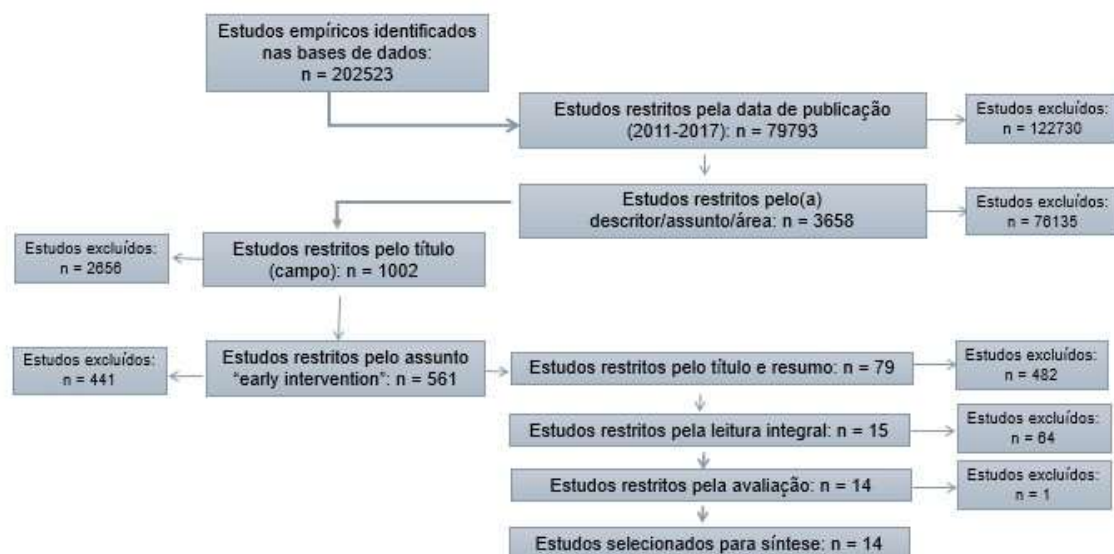 Estudos empíricos identificados
nas bases de dados:
n = 202523
Estudos restritos pela data de publicação
(2011-2017): n = 79793
Estudos excluídos:
n = 122730
Estudos restritos pelo(a)
descritor/assunto/área: n = 3658
Estudos excluídos:
n = 76135
Estudos excluídos:
n = 2656
Estudos restritos pelo título
(campo): n = 1002
Estudos excluídos:
n = 441
Estudos restritos pelo assunto
“early intervention”: n = 561
Estudos restritos pelo título e resumo: n = 79
Estudos excluídos:
n = 482
Estudos restritos pela leitura integral: n = 15
Estudos excluídos:
n = 64
Estudos restritos pela avaliação: n = 14
Estudos excluídos:
n = 1
Estudos selecionados para síntese: n = 14